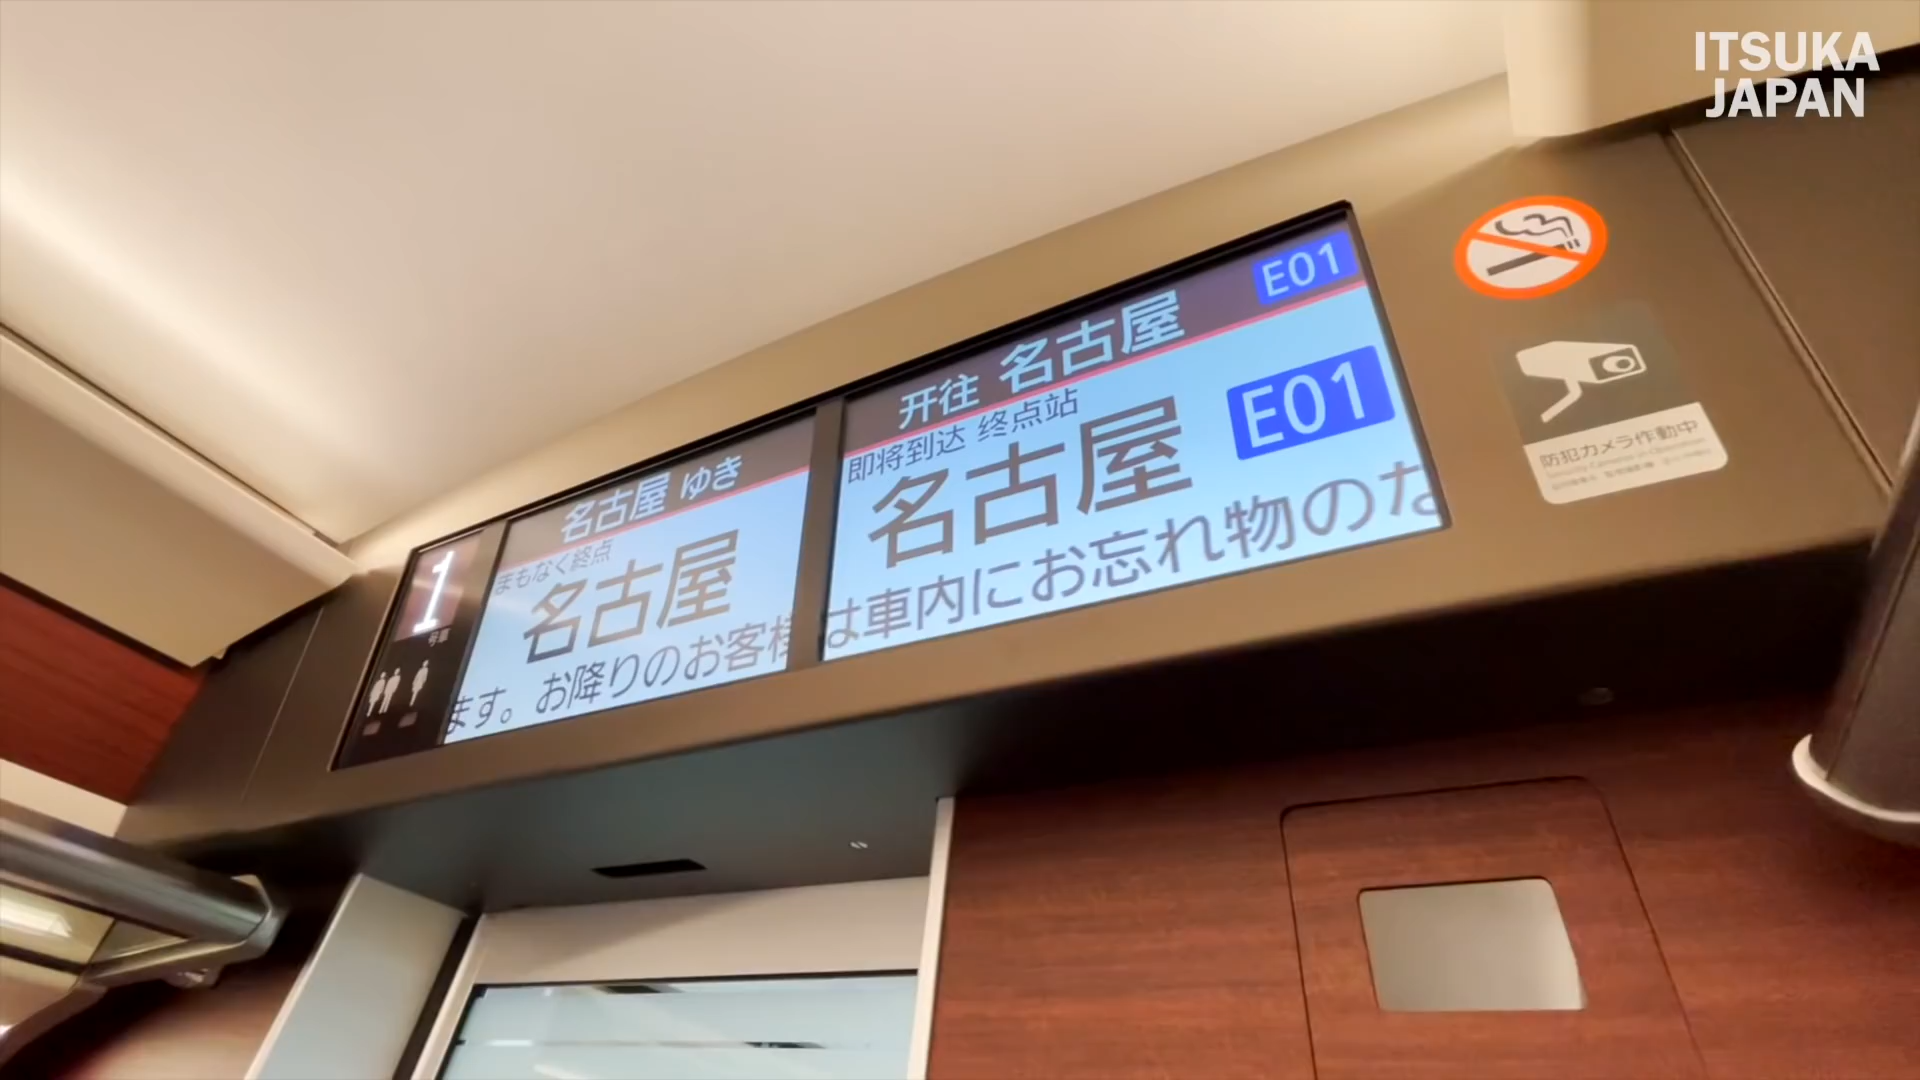 ITSUKA
JAPAN
1
号車
名古屋 ゆき
まもなく終点
名古屋
开往 名古屋
E01
即将到达 终点站
名古屋
E01
ます。お降りのお客様は車内にお忘れ物のな
防犯カメラ作動中